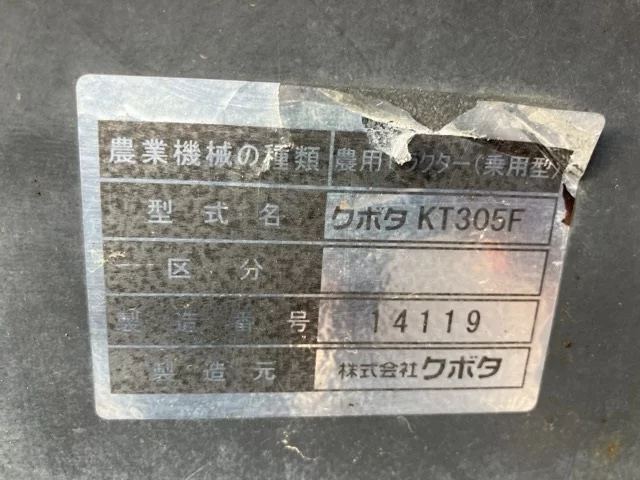 農業機械の種類 農用トラクター(乗用型)
型式名 クボタ KT305F
区分
製造番号 14119
製造元 株式会社クボタ